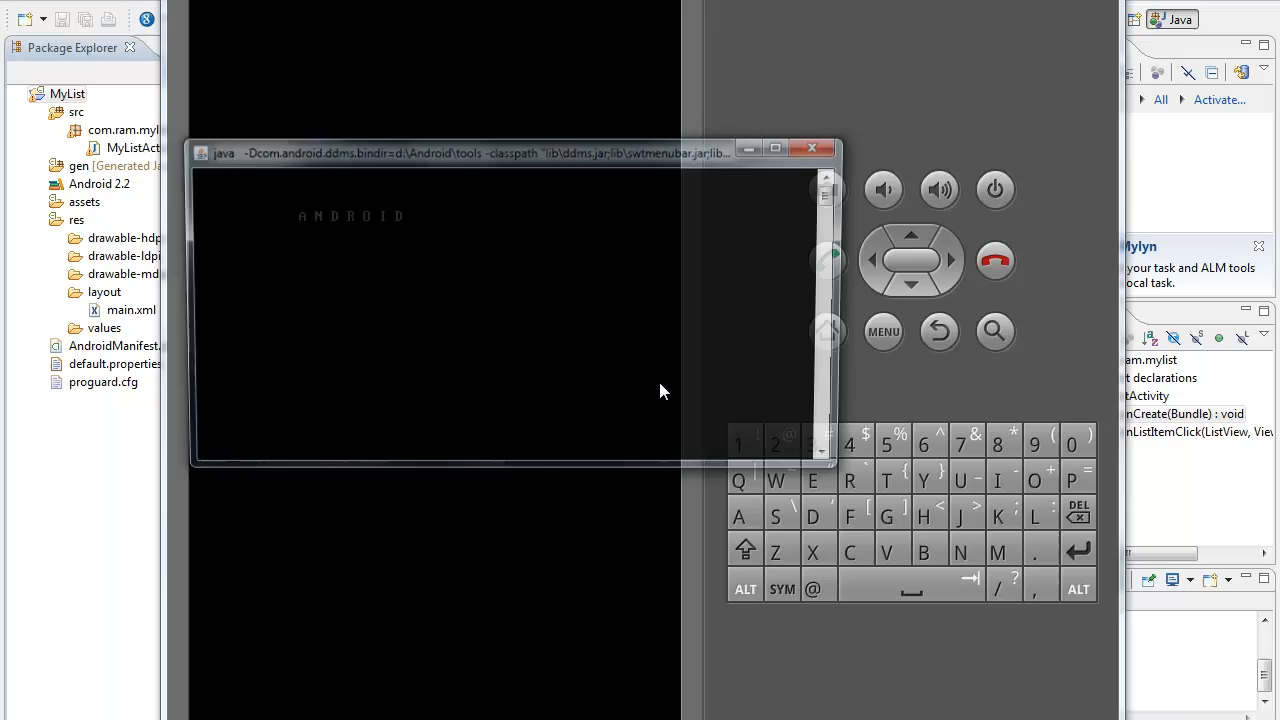 Java
Package Explorer
MyList
src
com.ram.myl
MyListAct
gen [Generated Ja
Android 2.2
assets
res
drawable-hdp
drawable-ldpi
drawable-md
layout
main.xml
values
AndroidManifest.
default.properties
proguard.cfg
java -Dcom.android.ddms.bindir=d:\Android\tools -classpath "lib\ddms.jar;lib\swtmenubar.jar;lib...
A N D R O I D
MENU
1 | 2 @ 3 # 4 $ 5 % 6 ^ 7 & 8 * 9 ( 0 )
Q | W ~ E R ` T { Y } U _ I - O + P =
A S \ D ' F [ G ] H < J > K ; L : DEL
Z X C V B N M .
ALT SYM @ / ? , ALT
All Activate...
Mylyn
your task and ALM tools
ocal task.
am.mylist
t declarations
tActivity
nCreate(Bundle) : void
nListItemClick(ListView, View